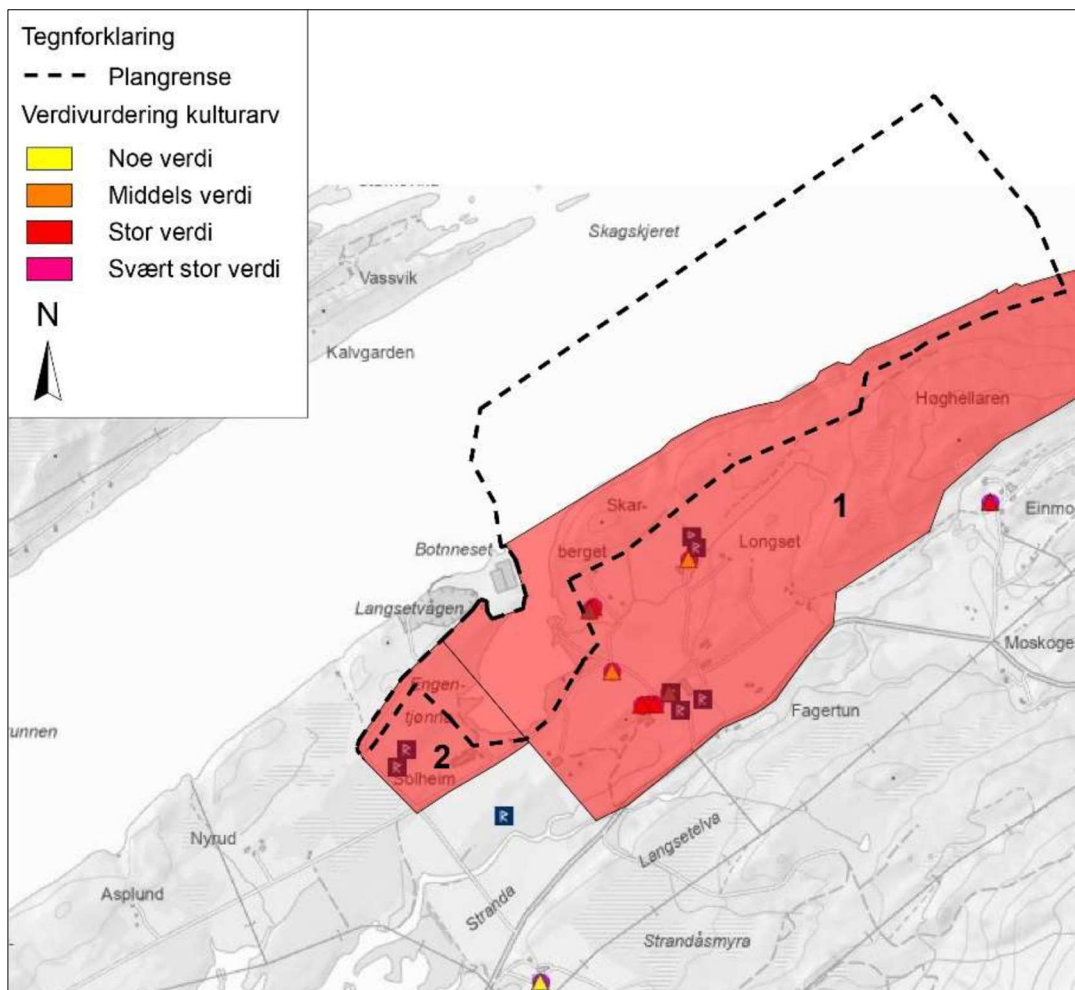 Tegnforklaring
Plangrense
Verdivurdering kulturarv
Noe verdi
Middels verdi
Stor verdi
Svært stor verdi
N
Skagskjeret
Vassvik
Kalvgarden
Høghellaren
1
Skar-
berget
Longset
Einmo
Botnneset
Langsetvågen
Moskoge
Engen-
tjønna
Fagertun
unnen
2
Solheim
R
Nyrud
Langsetelva
Asplund
Stranda
Strandåsmyra